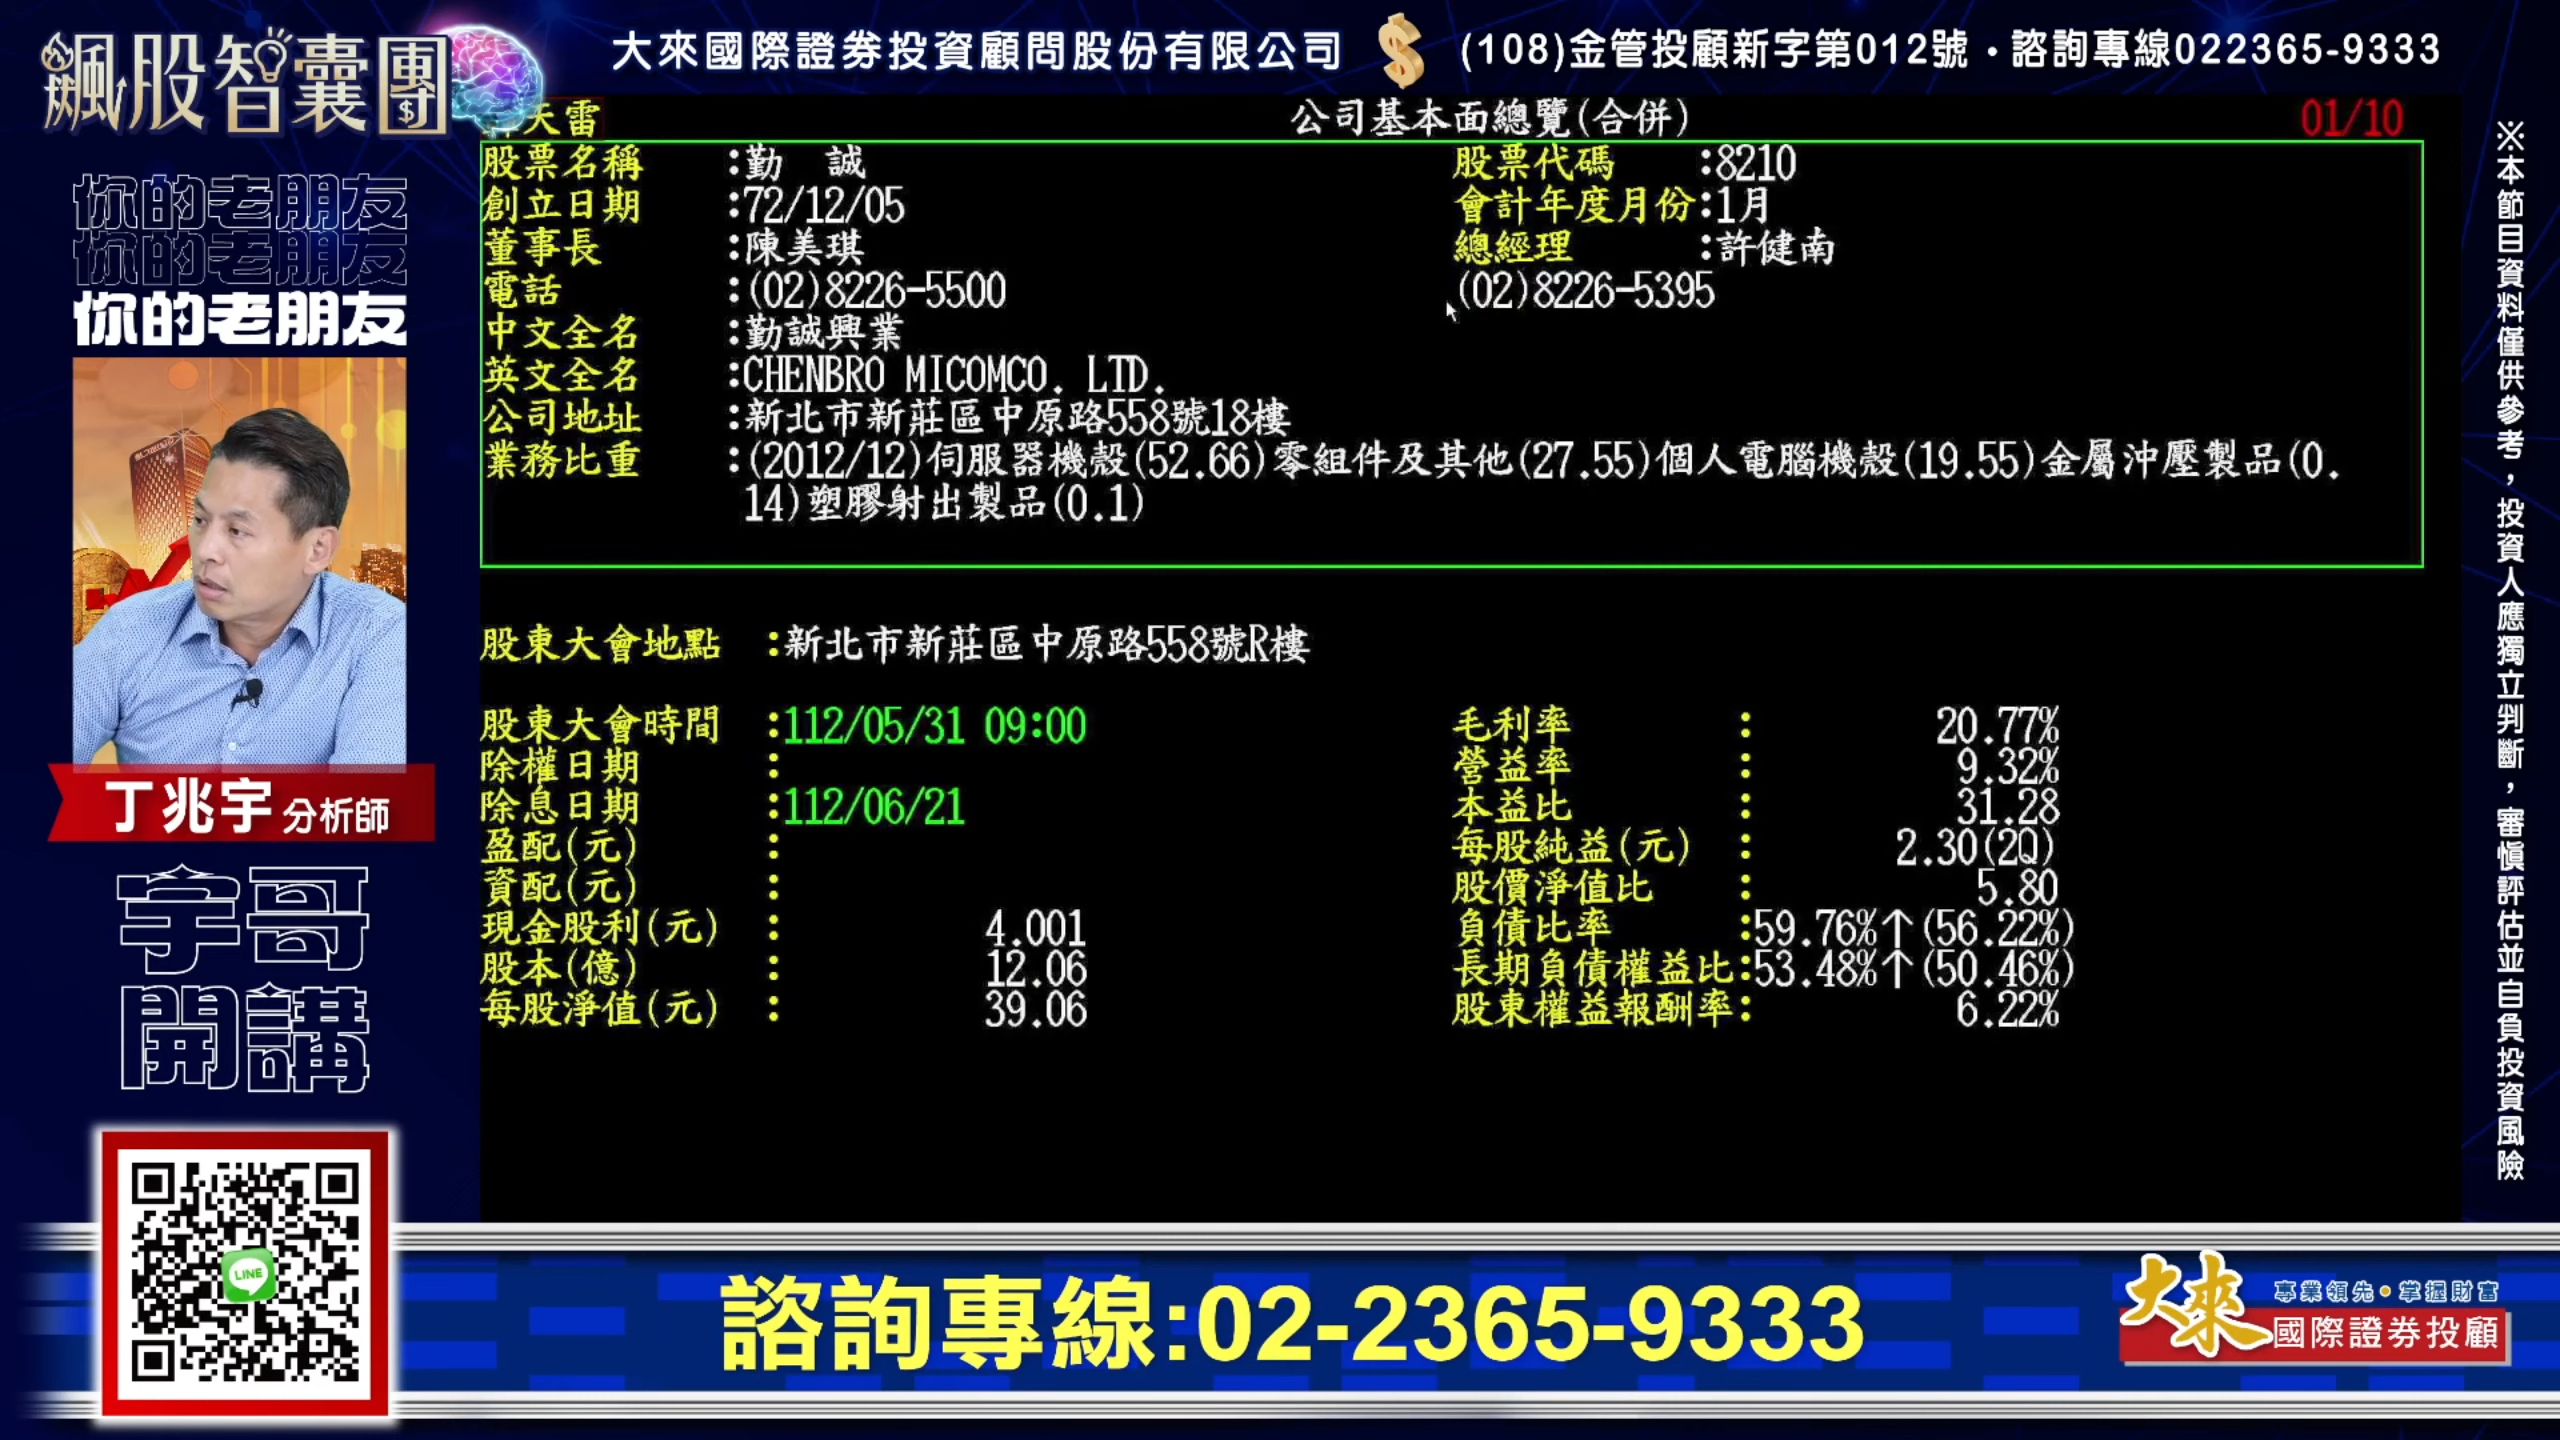 飆股智囊團
大來國際證券投資顧問股份有限公司
(108)金管投顧新字第012號・諮詢專線022365-9333
天雷
公司基本面總覽(合併)
01/10
股票名稱 :勤 誠 股票代碼 :8210
創立日期 :72/12/05 會計年度月份:1月
董事長 :陳美琪 總經理 :許健南
電話 :(02)8226-5500 (02)8226-5395
中文全名 :勤誠興業
英文全名 :CHENBRO MICOMCO. LTD.
公司地址 :新北市新莊區中原路558號18樓
業務比重 :(2012/12)伺服器機殼(52.66)零組件及其他(27.55)個人電腦機殼(19.55)金屬沖壓製品(0.
14)塑膠射出製品(0.1)
股東大會地點 :新北市新莊區中原路558號R樓
股東大會時間 :112/05/31 09:00 毛利率 : 20.77%
除權日期 : 營益率 : 9.32%
除息日期 :112/06/21 本益比 : 31.28
盈配(元) : 每股純益(元) : 2.30(2Q)
資配(元) : 股價淨值比 : 5.80
現金股利(元) : 4.001 負債比率 :59.76%↑(56.22%)
股本(億) : 12.06 長期負債權益比:53.48%↑(50.46%)
每股淨值(元) : 39.06 股東權益報酬率: 6.22%
你的老朋友
你的老朋友
你的老朋友
丁兆宇 分析師
宇哥
開講
LINE
※本節目資料僅供參考，投資人應獨立判斷，審慎評估並自負投資風險
諮詢專線:02-2365-9333
大來
專業領先・掌握財富
國際證券投顧